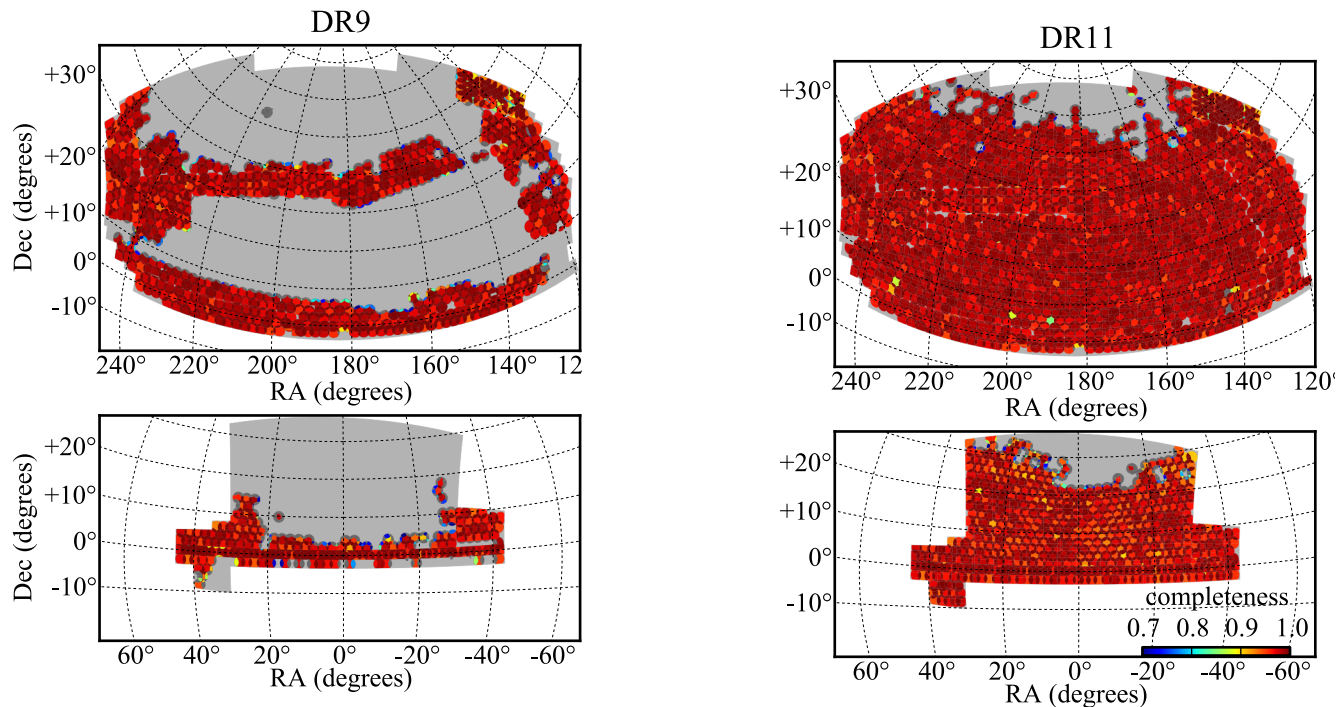 DR9
+30°
+20°
+10°
0°
-10°
Dec (degrees)
240° 220° 200° 180° 160° 140° 12
RA (degrees)
+20°
+10°
0°
-10°
Dec (degrees)
60° 40° 20° 0° -20° -40° -60°
RA (degrees)
DR11
+30°
+20°
+10°
0°
-10°
240° 220° 200° 180° 160° 140° 120°
RA (degrees)
+20°
+10°
0°
-10°
completeness
0.7 0.8 0.9 1.0
60° 40° 20° 0° -20° -40° -60°
RA (degrees)